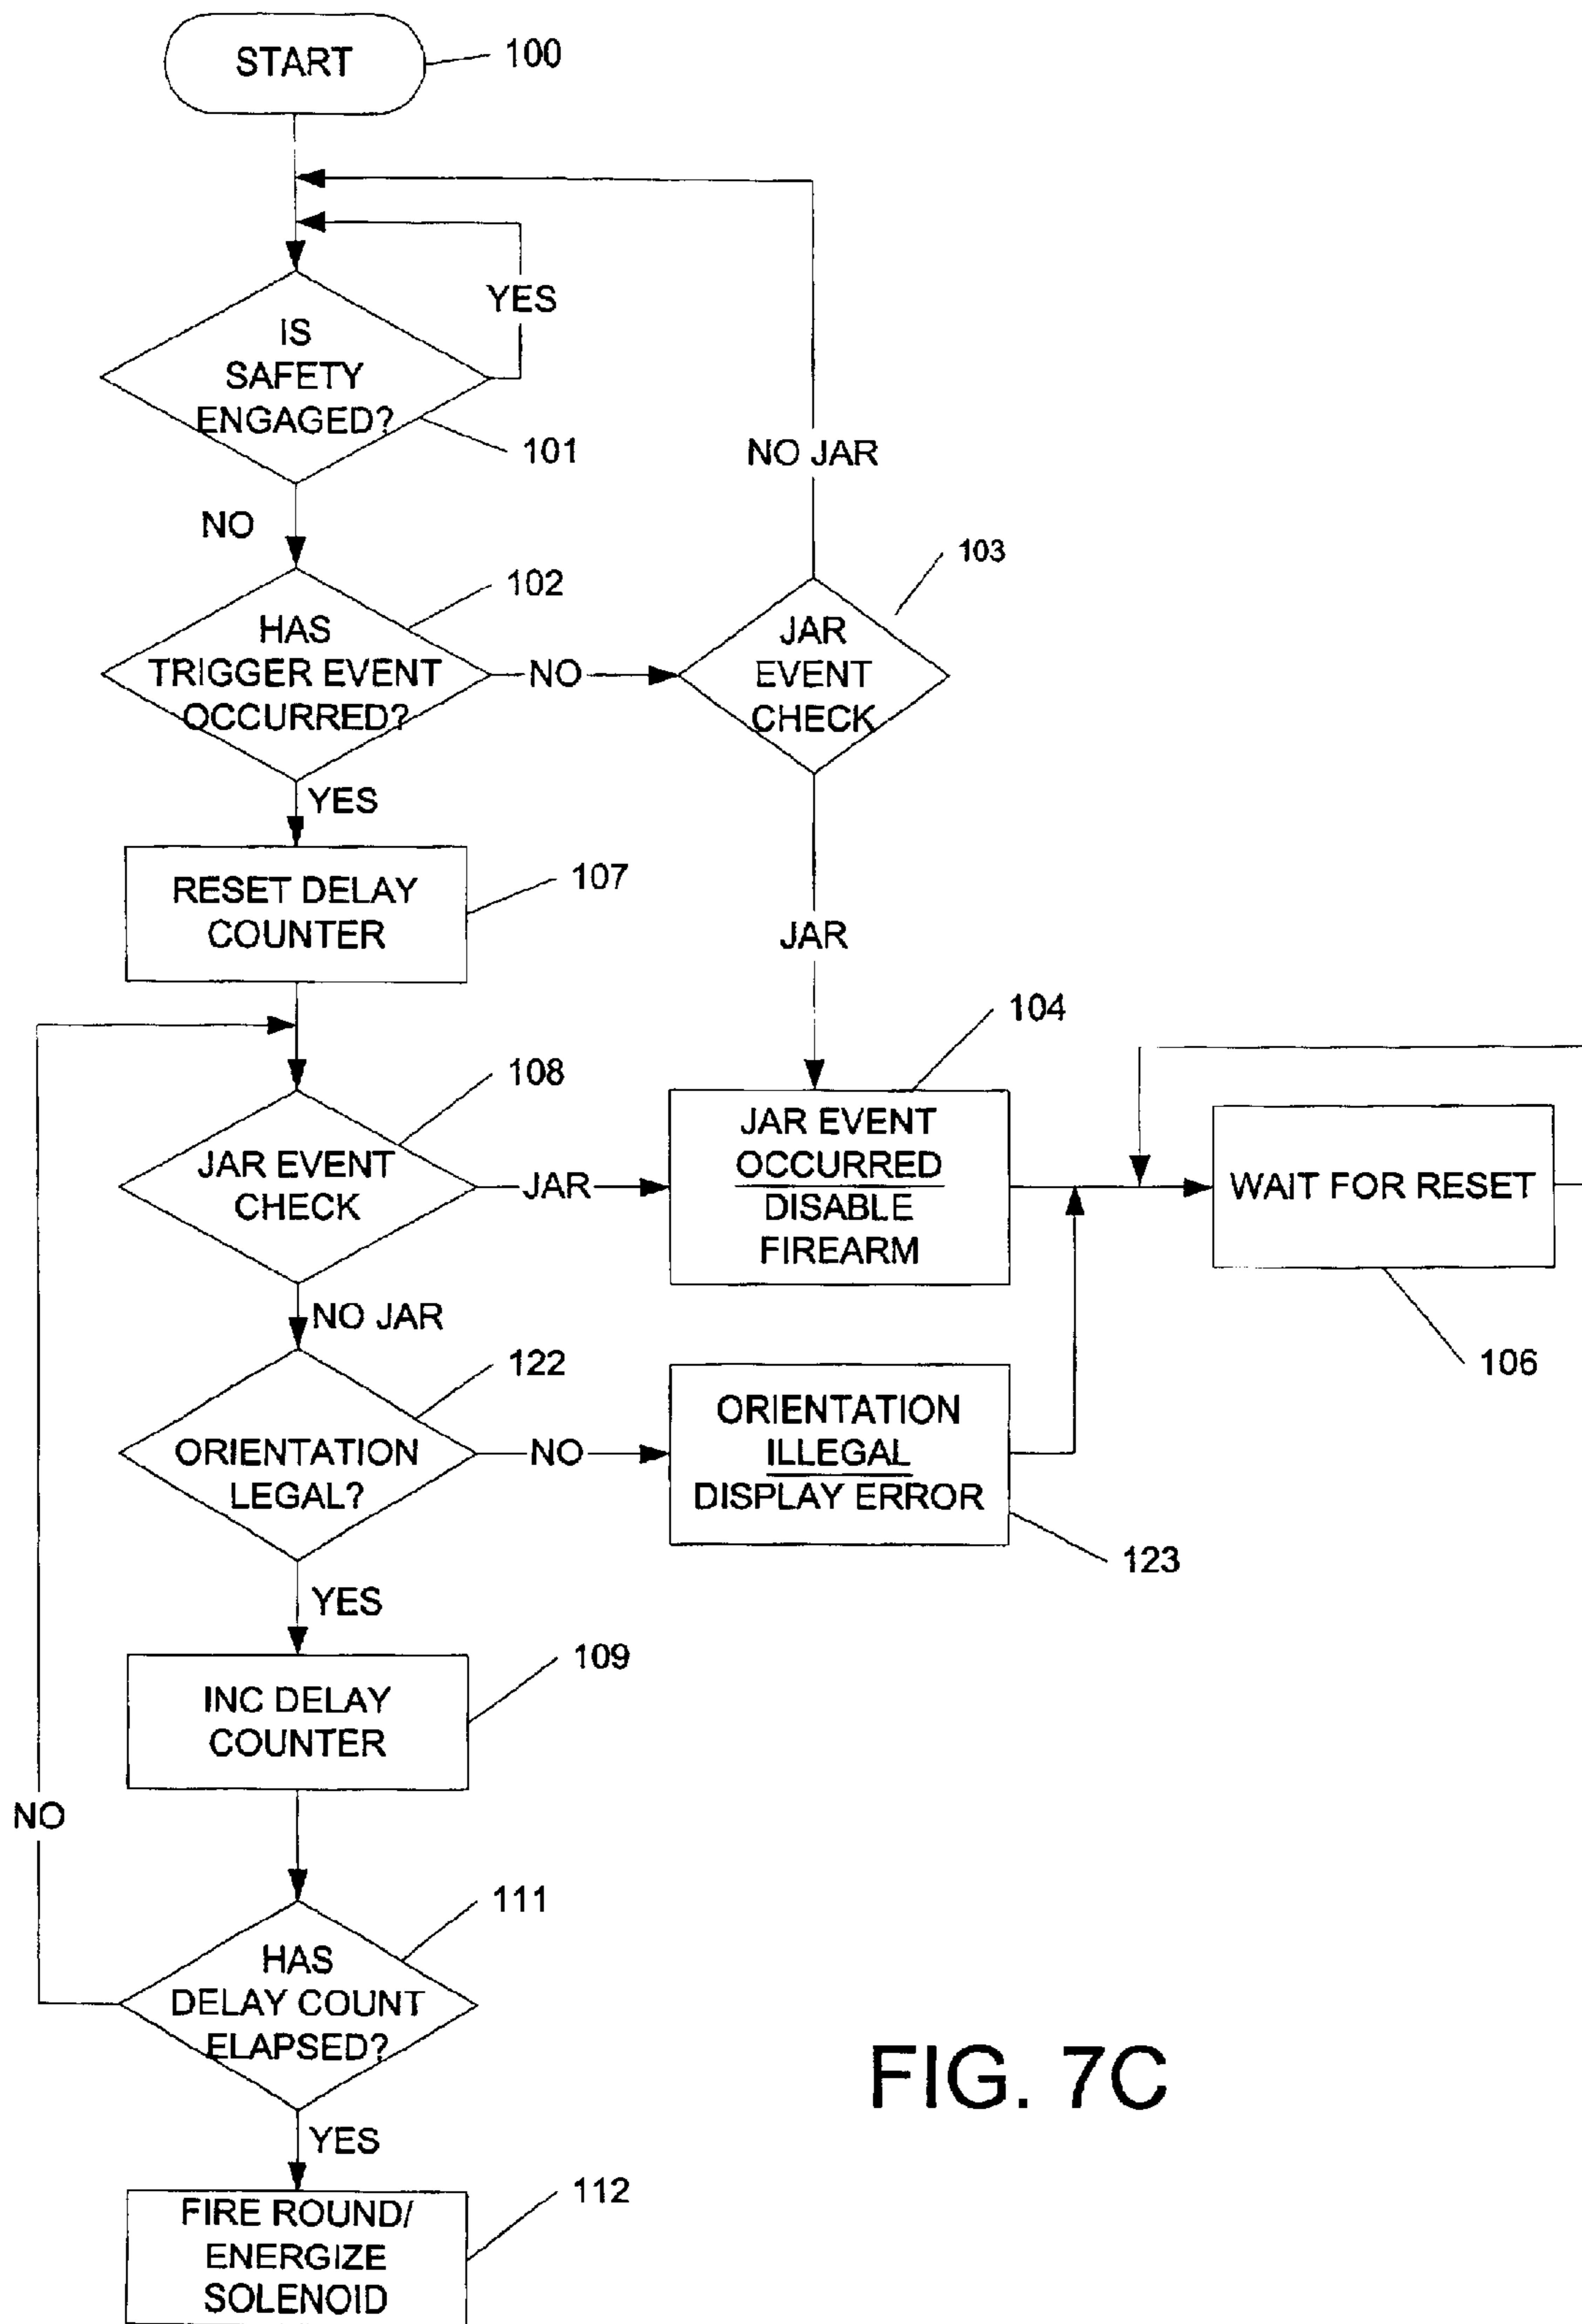 START
100
YES
IS
SAFETY
ENGAGED?
101
NO JAR
NO
102
103
HAS
TRIGGER EVENT
OCCURRED?
NO
JAR
EVENT
CHECK
YES
RESET DELAY
COUNTER
107
JAR
104
108
JAR EVENT
CHECK
JAR
JAR EVENT
OCCURRED
DISABLE
FIREARM
WAIT FOR RESET
106
NO JAR
122
ORIENTATION
LEGAL?
NO
ORIENTATION
ILLEGAL
DISPLAY ERROR
123
YES
109
INC DELAY
COUNTER
NO
111
HAS
DELAY COUNT
ELAPSED?
YES
FIRE ROUND/
ENERGIZE
SOLENOID
112
FIG. 7C